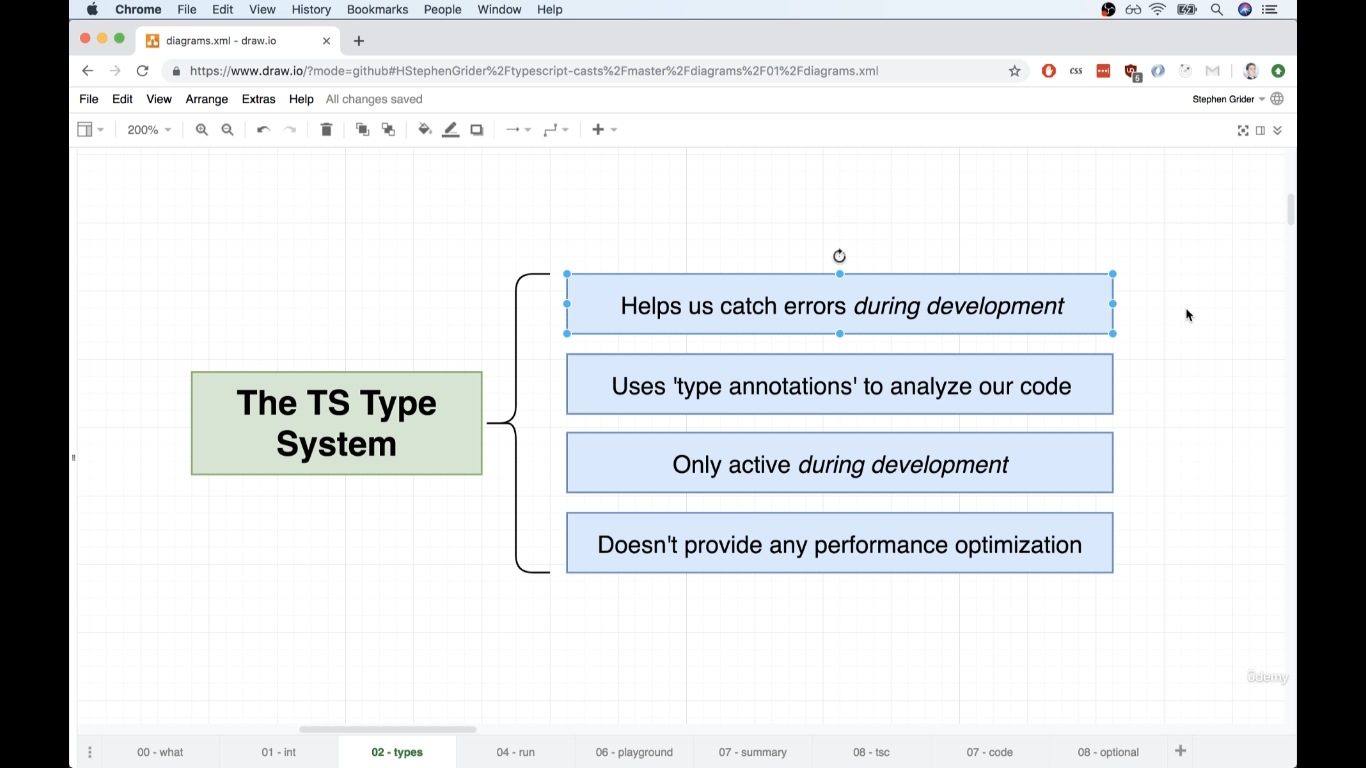 Chrome File Edit View History Bookmarks People Window Help
diagrams.xml - draw.io
https://www.draw.io/?mode=github#HStephenGrider%2Ftypescript-casts%2Fmaster%2Fdiagrams%2F01%2Fdiagrams.xml
css
6
File Edit View Arrange Extras Help All changes saved
Stephen Grider
200%
Helps us catch errors during development
Uses 'type annotations' to analyze our code
The TS Type
System
Only active during development
Doesn't provide any performance optimization
ûdemy
00 - what 01 - int 02 - types 04 - run 06 - playground 07 - summary 08 - tsc 07 - code 08 - optional